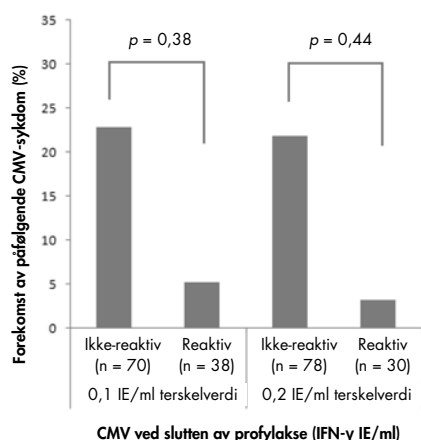 Forekomst av påfølgende CMV-sykdom (%)
35
30
25
20
15
10
5
0
p = 0,38
p = 0,44
Ikke-reaktiv Reaktiv Ikke-reaktiv Reaktiv
(n = 70) (n = 38) (n = 78) (n = 30)
0,1 IE/ml terskelverdi 0,2 IE/ml terskelverdi
CMV ved slutten av profylakse (IFN-γ IE/ml)